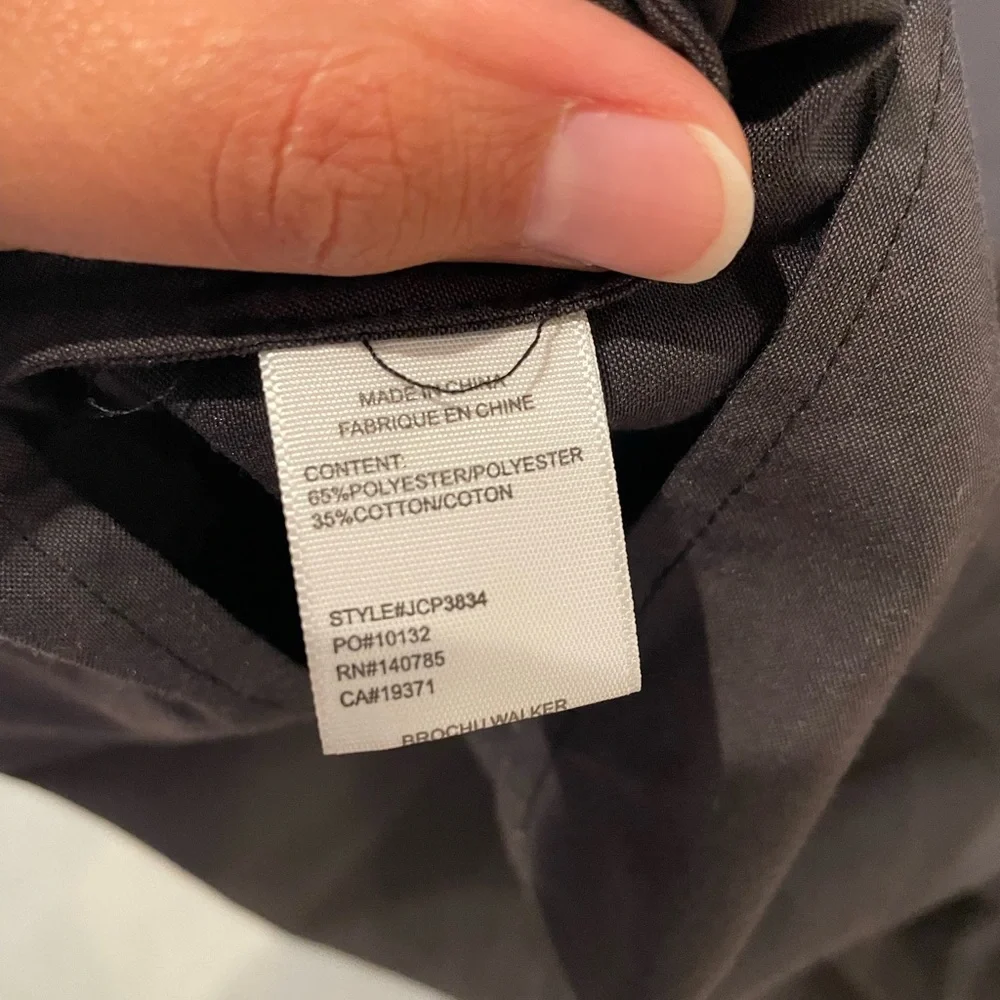 MADE IN CHINA
FABRIQUE EN CHINE
CONTENT:
65%POLYESTER/POLYESTER
35%COTTON/COTON
STYLE#JCP3834
PO#10132
RN#140785
CA#19371
BROCHU WALKER